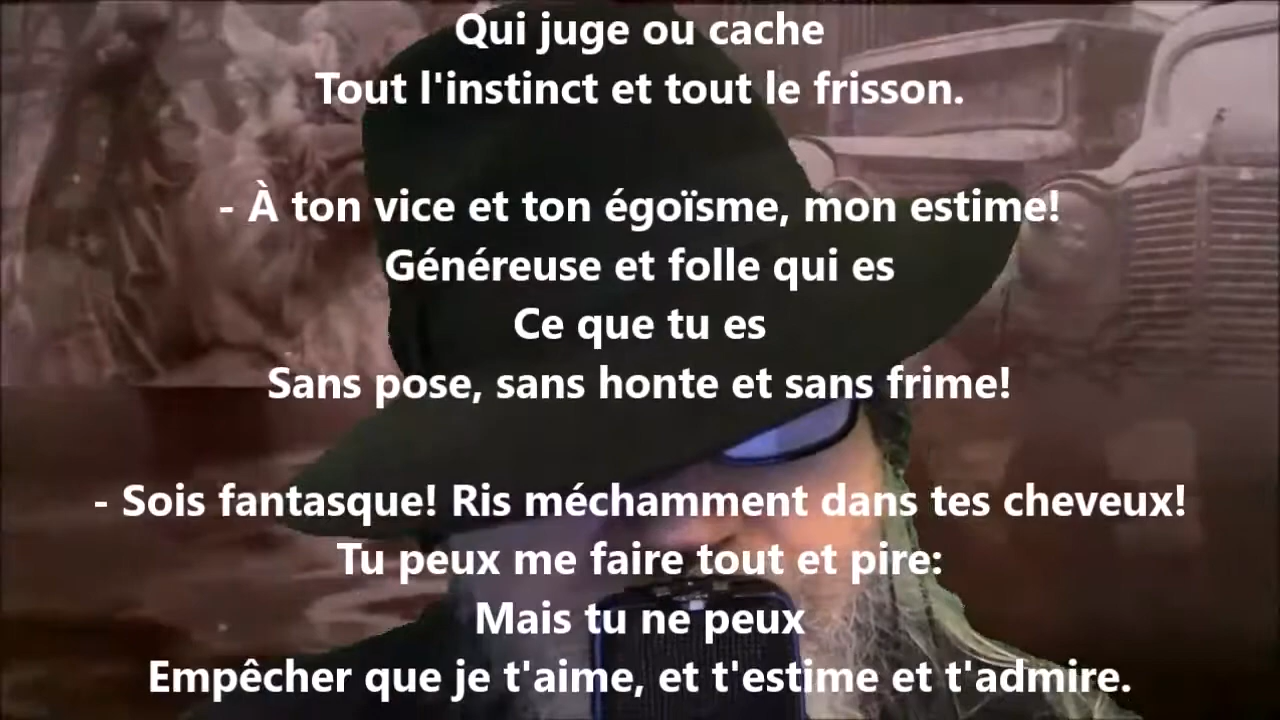 Qui juge ou cache
Tout l'instinct et tout le frisson.
- À ton vice et ton égoïsme, mon estime!
Généreuse et folle qui es
Ce que tu es
Sans pose, sans honte et sans frime!
- Sois fantasque! Ris méchamment dans tes cheveux!
Tu peux me faire tout et pire:
Mais tu ne peux
Empêcher que je t'aime, et t'estime et t'admire.